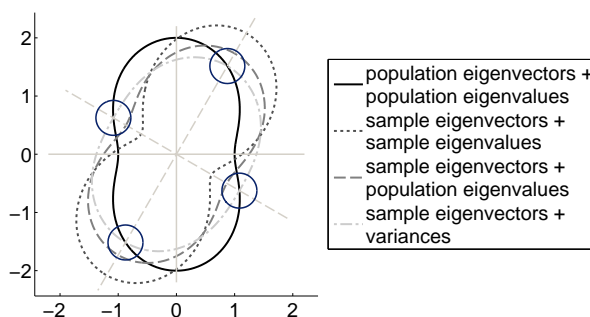 2
1
0
−1
−2
−2 −1 0 1 2
population eigenvectors +
population eigenvalues
sample eigenvectors +
sample eigenvalues
sample eigenvectors +
population eigenvalues
sample eigenvectors +
variances